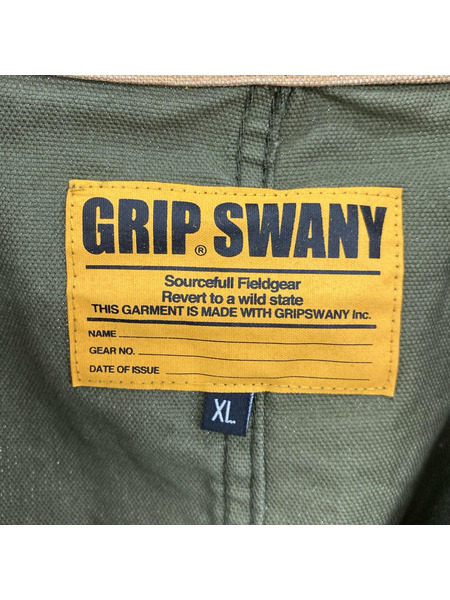 GRIP® SWANY
Sourcefull Fieldgear
Revert to a wild state
THIS GARMENT IS MADE WITH GRIPSWANY Inc.
NAME
GEAR NO.
DATE OF ISSUE
XL